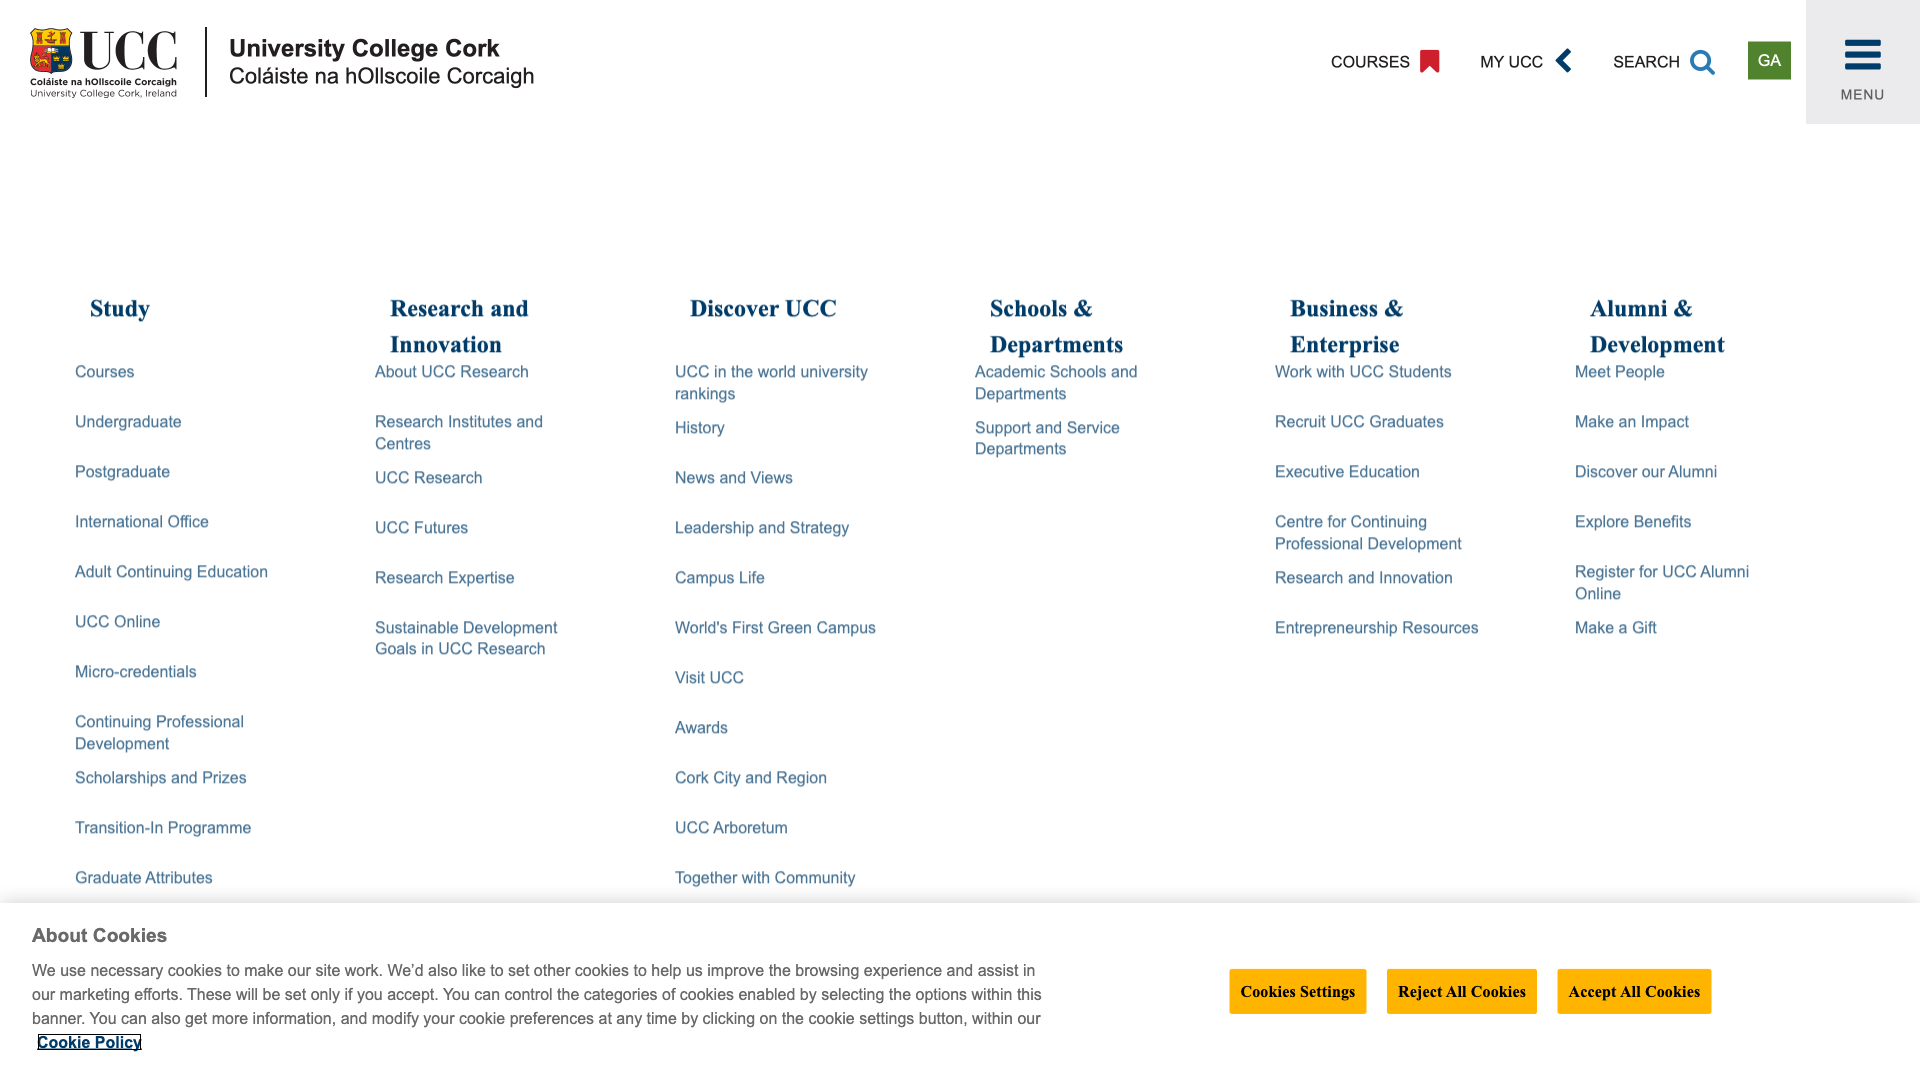 UCC
Coláiste na hOllscoile Corcaigh
University College Cork, Ireland
University College Cork
Coláiste na hOllscoile Corcaigh
COURSES
MY UCC
SEARCH
GA
MENU
Study
Courses
Undergraduate
Postgraduate
International Office
Adult Continuing Education
UCC Online
Micro-credentials
Continuing Professional
Development
Scholarships and Prizes
Transition-In Programme
Graduate Attributes
Research and
Innovation
About UCC Research
Research Institutes and
Centres
UCC Research
UCC Futures
Research Expertise
Sustainable Development
Goals in UCC Research
Discover UCC
UCC in the world university
rankings
History
News and Views
Leadership and Strategy
Campus Life
World's First Green Campus
Visit UCC
Awards
Cork City and Region
UCC Arboretum
Together with Community
Schools &
Departments
Academic Schools and
Departments
Support and Service
Departments
Business &
Enterprise
Work with UCC Students
Recruit UCC Graduates
Executive Education
Centre for Continuing
Professional Development
Research and Innovation
Entrepreneurship Resources
Alumni &
Development
Meet People
Make an Impact
Discover our Alumni
Explore Benefits
Register for UCC Alumni
Online
Make a Gift
About Cookies
We use necessary cookies to make our site work. We’d also like to set other cookies to help us improve the browsing experience and assist in
our marketing efforts. These will be set only if you accept. You can control the categories of cookies enabled by selecting the options within this
banner. You can also get more information, and modify your cookie preferences at any time by clicking on the cookie settings button, within our
Cookie Policy
Cookies Settings
Reject All Cookies
Accept All Cookies